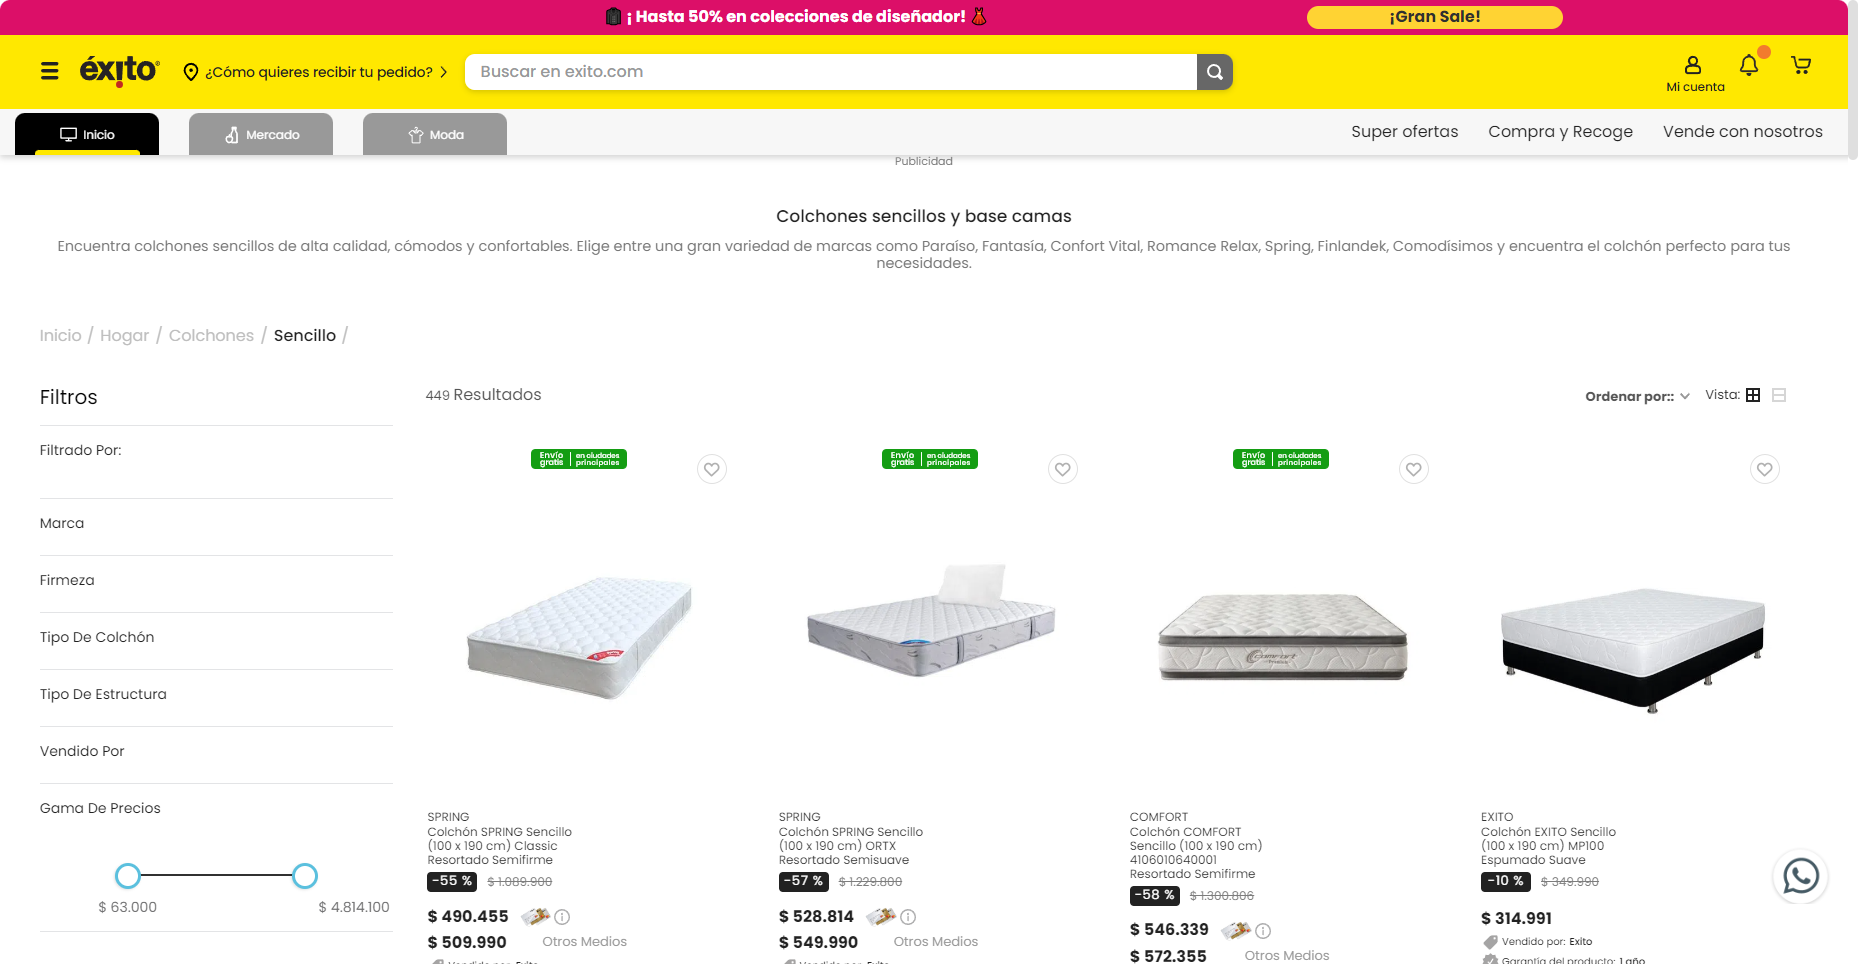 ¡ Hasta 50% en colecciones de diseñador!
¡Gran Sale!
éxito
¿Cómo quieres recibir tu pedido?
Buscar en exito.com
Mi cuenta
Inicio
Mercado
Moda
Super ofertas
Compra y Recoge
Vende con nosotros
Publicidad
Colchones sencillos y base camas
Encuentra colchones sencillos de alta calidad, cómodos y confortables. Elige entre una gran variedad de marcas como Paraíso, Fantasía, Confort Vital, Romance Relax, Spring, Finlandek, Comodísimos y encuentra el colchón perfecto para tus
necesidades.
Inicio / Hogar / Colchones / Sencillo /
Filtros
Filtrado Por:
Marca
Firmeza
Tipo De Colchón
Tipo De Estructura
Vendido Por
Gama De Precios
$ 63.000
$ 4.814.100
449 Resultados
Ordenar por::
Vista:
Envío gratis | en ciudades principales
SPRING
Colchón SPRING Sencillo
(100 x 190 cm) Classic
Resortado Semifirme
-55 % $ 1.089.900
$ 490.455
$ 509.990 Otros Medios
Vendido por: Exito
Envío gratis | en ciudades principales
SPRING
Colchón SPRING Sencillo
(100 x 190 cm) ORTX
Resortado Semisuave
-57 % $ 1.229.800
$ 528.814
$ 549.990 Otros Medios
Vendido por: Exito
Envío gratis | en ciudades principales
Comfort
COMFORT
Colchón COMFORT
Sencillo (100 x 190 cm)
4106010640001
Resortado Semifirme
-58 % $ 1.300.806
$ 546.339
$ 572.355 Otros Medios
EXITO
Colchón EXITO Sencillo
(100 x 190 cm) MP100
Espumado Suave
-10 % $ 349.990
$ 314.991
Vendido por: Exito
Garantía del producto: 1 año